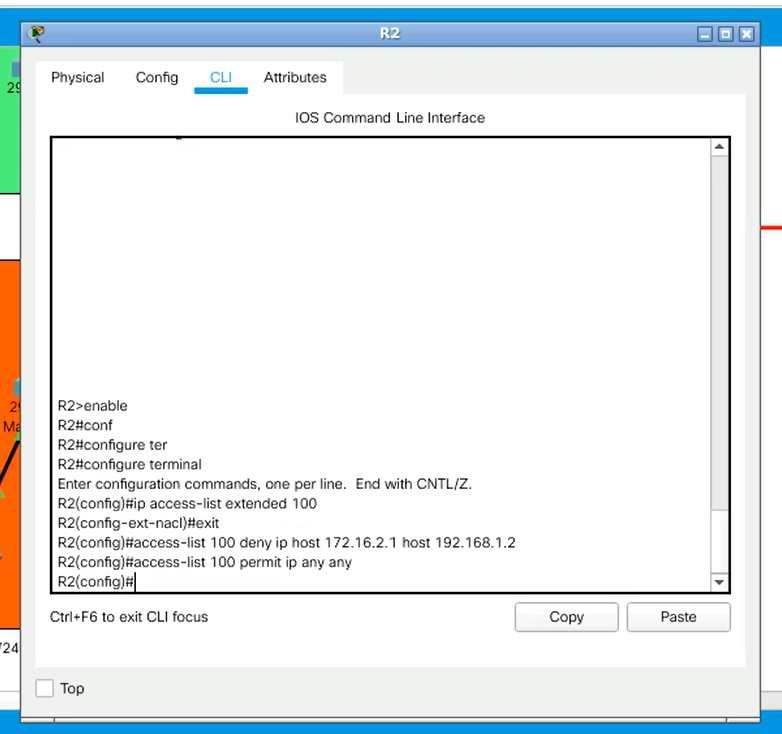 R2
Physical Config CLI Attributes
IOS Command Line Interface
R2>enable
R2#conf
R2#configure ter
R2#configure terminal
Enter configuration commands, one per line. End with CNTL/Z.
R2(config)#ip access-list extended 100
R2(config-ext-nacl)#exit
R2(config)#access-list 100 deny ip host 172.16.2.1 host 192.168.1.2
R2(config)#access-list 100 permit ip any any
R2(config)#
Ctrl+F6 to exit CLI focus
Copy Paste
Top
29
29
Ma
/24